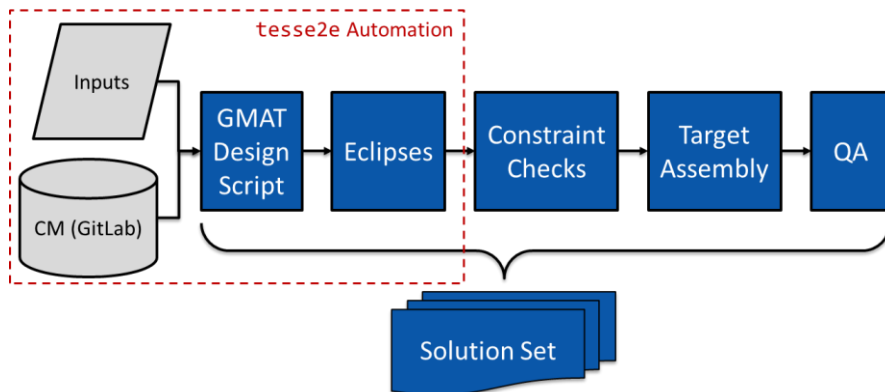 tesse2e Automation
Inputs
CM (GitLab)
GMAT
Design
Script
Eclipses
Constraint
Checks
Target
Assembly
QA
Solution Set